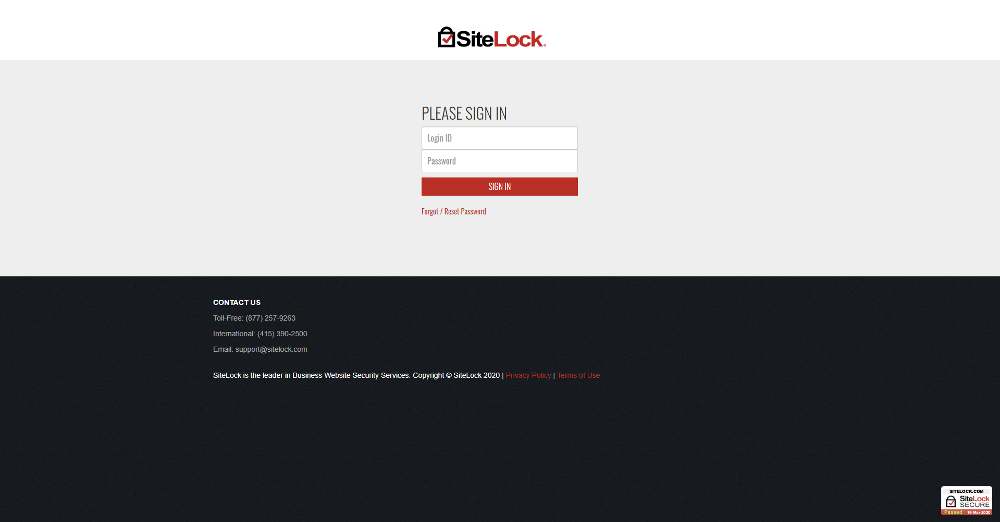 SiteLock®
PLEASE SIGN IN
Login ID
Password
SIGN IN
Forgot / Reset Password
CONTACT US
Toll-Free: (877) 257-9263
International: (415) 390-2500
Email: support@sitelock.com
SiteLock is the leader in Business Website Security Services. Copyright © SiteLock 2020 | Privacy Policy | Terms of Use
SITELOCK.COM
SiteLock
SECURE
Passed 16-Mar-2020